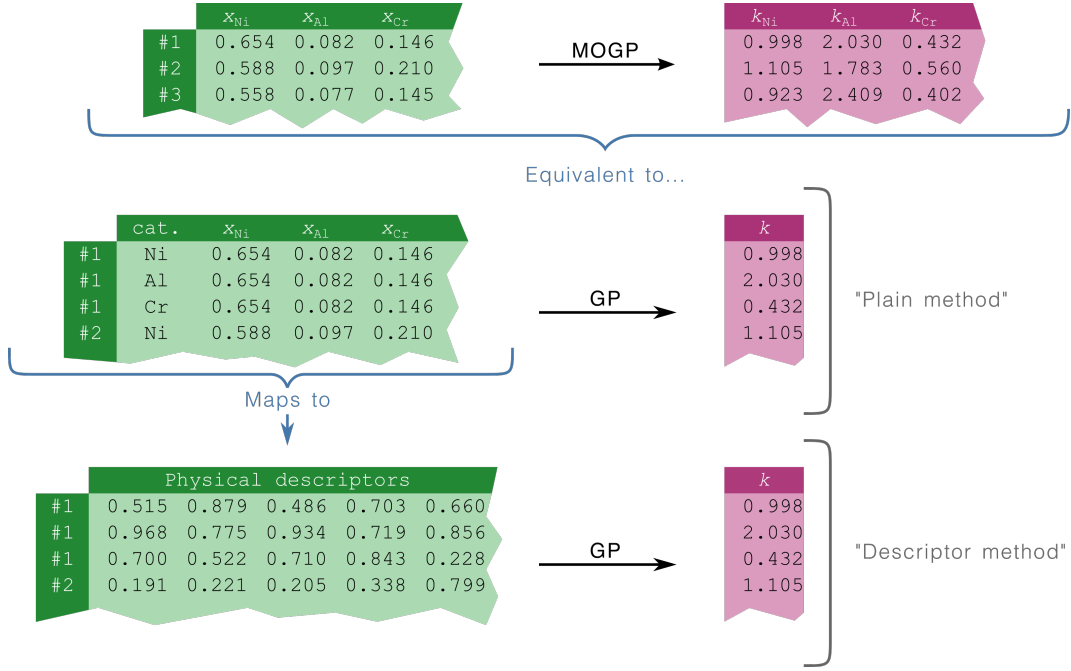 x_Ni x_Al x_Cr k_Ni k_Al k_Cr
#1 0.654 0.082 0.146 MOGP 0.998 2.030 0.432
#2 0.588 0.097 0.210 1.105 1.783 0.560
#3 0.558 0.077 0.145 0.923 2.409 0.402
Equivalent to...
cat. x_Ni x_Al x_Cr k
#1 Ni 0.654 0.082 0.146 0.998
#1 Al 0.654 0.082 0.146 2.030
#1 Cr 0.654 0.082 0.146 GP 0.432 "Plain method"
#2 Ni 0.588 0.097 0.210 1.105
Maps to
Physical descriptors k
#1 0.515 0.879 0.486 0.703 0.660 0.998
#1 0.968 0.775 0.934 0.719 0.856 2.030
#1 0.700 0.522 0.710 0.843 0.228 GP 0.432 "Descriptor method"
#2 0.191 0.221 0.205 0.338 0.799 1.105